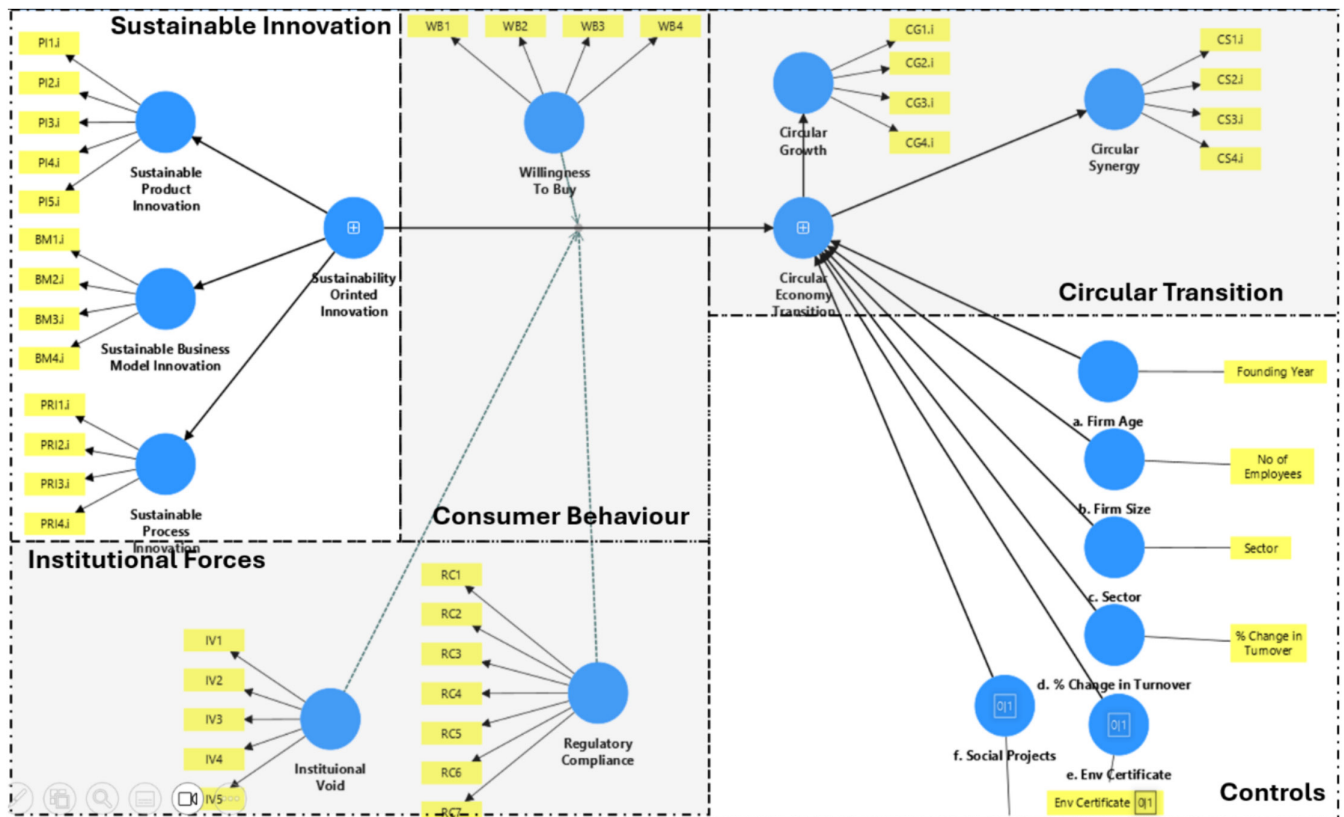 Sustainable Innovation
PI1.i
PI2.i
PI3.i
PI4.i
PI5.i
Sustainable
Product
Innovation
BM1.i
BM2.i
BM3.i
BM4.i
Sustainable Business
Model Innovation
PRI1.i
PRI2.i
PRI3.i
PRI4.i
Sustainable
Process
Innovation
Sustainability
Orinted
Innovation
WB1
WB2
WB3
WB4
Willingness
To Buy
Consumer Behaviour
CG1.i
CG2.i
CG3.i
CG4.i
Circular
Growth
CS1.i
CS2.i
CS3.i
CS4.i
Circular
Synergy
Circular
Economy
Transition
Circular Transition
Institutional Forces
IV1
IV2
IV3
IV4
IV5
Instituional
Void
RC1
RC2
RC3
RC4
RC5
RC6
RC7
Regulatory
Compliance
Founding Year
a. Firm Age
No of
Employees
b. Firm Size
Sector
c. Sector
% Change in
Turnover
d. % Change in Turnover
0|1
f. Social Projects
0|1
e. Env Certificate
Env Certificate 0|1
Controls